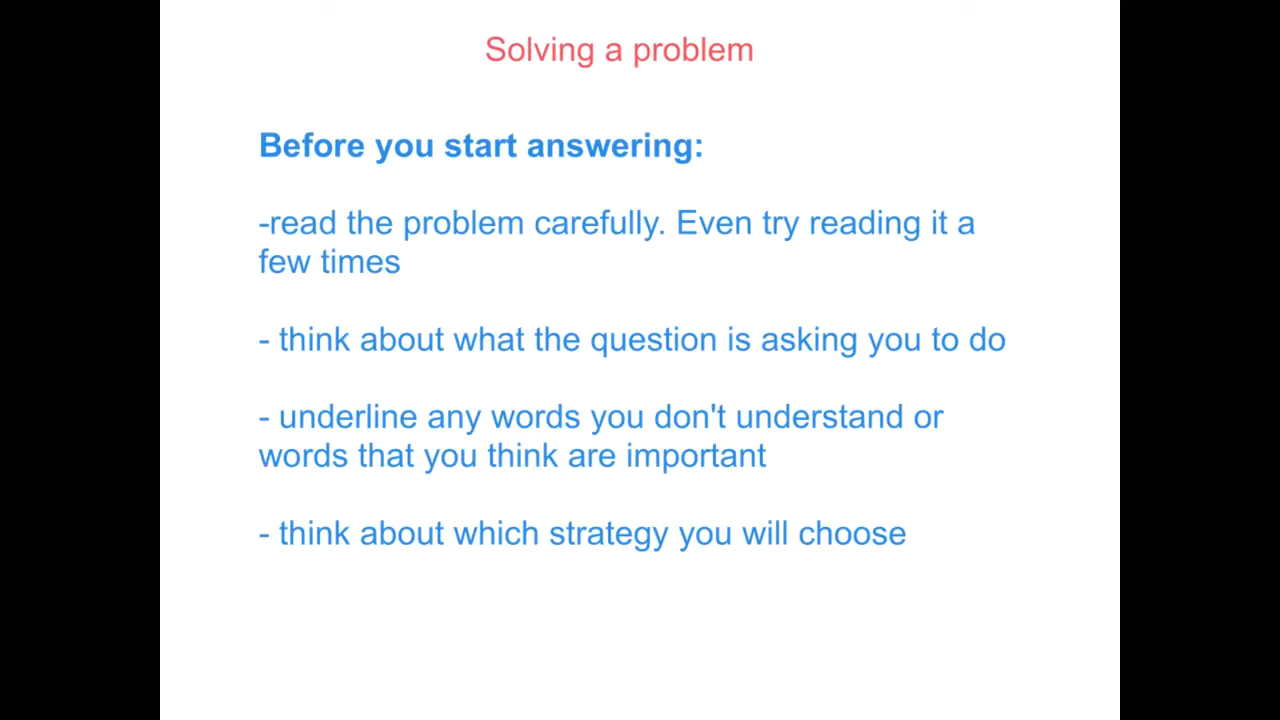 Solving a problem
Before you start answering:
-read the problem carefully. Even try reading it a
few times
- think about what the question is asking you to do
- underline any words you don't understand or
words that you think are important
- think about which strategy you will choose